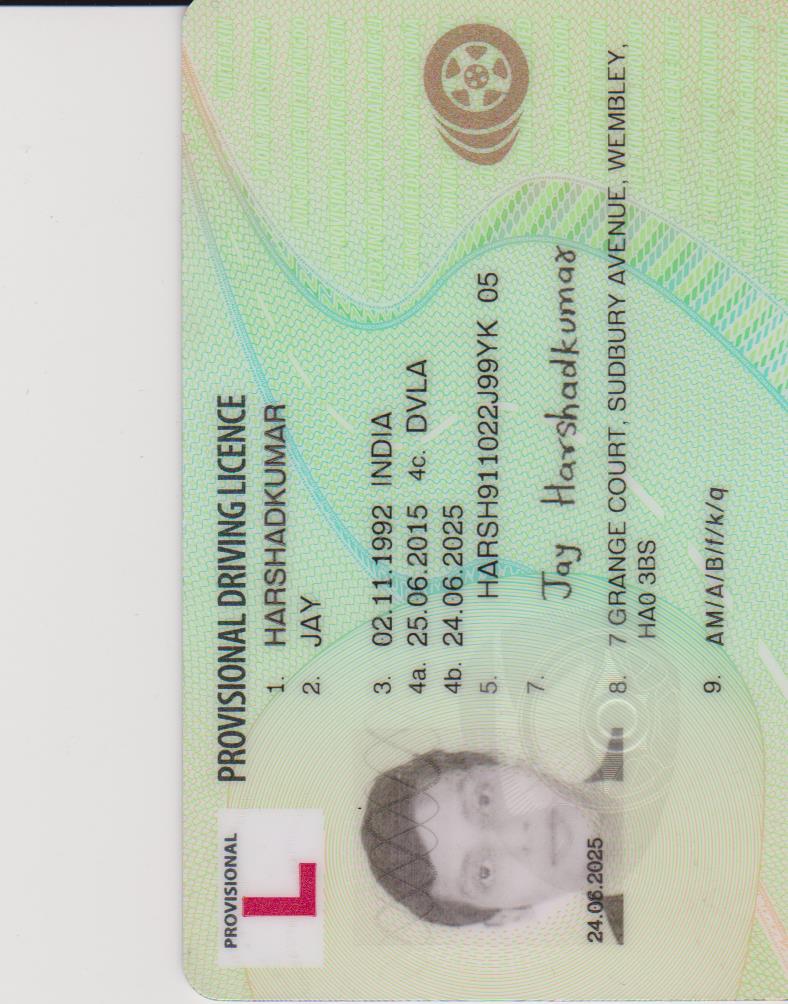 PROVISIONAL
L
PROVISIONAL DRIVING LICENCE
1. HARSHADKUMAR
2. JAY
3. 02.11.1992 INDIA
4a. 25.06.2015 4c. DVLA
4b. 24.06.2025
5. HARSH911022J99YK 05
7. Jay Harshadkumar
8. 7 GRANGE COURT, SUDBURY AVENUE, WEMBLEY,
HA0 3BS
9. AM/A/B/f/k/q
24.06.2025